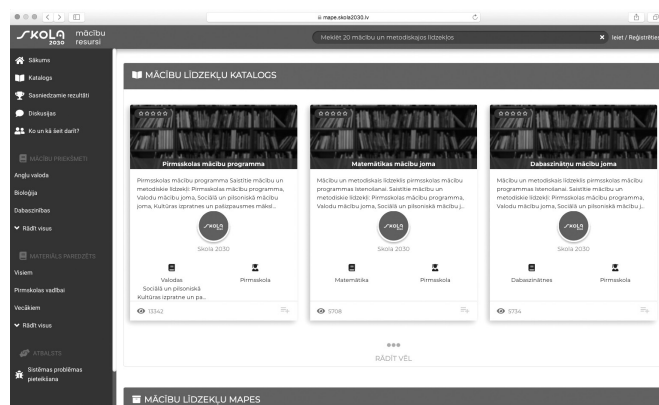 mape.skola2030.lv
SKOLA
2030
mācību
resursi
Meklēt 20 mācību un metodiskajos līdzekļos
Ieiet / Reģistrēties
Sākums
Katalogs
Sasniedzamie rezultāti
Diskusijas
Ko un kā šeit darīt?
MĀCĪBU PRIEKŠMETI
Angļu valoda
Bioloģija
Dabaszinības
Rādīt visus
MATERIĀLS PAREDZĒTS
Visiem
Pirmskolas vadībai
Vecākiem
Rādīt visus
ATBALSTS
Sistēmas problēmas
pieteikšana
MĀCĪBU LĪDZEKĻU KATALOGS
Pirmsskolas mācību programma
Pirmsskolas mācību programma Saistītie mācību un
metodiskie līdzekļi: Pirmsskolas mācību programma,
Valodu mācību joma, Sociālā un pilsoniskā mācību
joma, Kultūras izpratnes un pašizpausmes māksl...
SKOLA
Skola 2030
Valodas
Sociālā un pilsoniskā
Kultūras izpratne un pa...
Pirmsskola
13342
Matemātikas mācību joma
Mācību un metodiskais līdzeklis pirmsskolas mācību
programmas īstenošanai. Saistītie mācību un
metodiskie līdzekļi: Pirmsskolas mācību programma,
Valodu mācību joma, Sociālā un pilsoniskā mācību j...
SKOLA
Skola 2030
Matemātika
Pirmsskola
5708
Dabaszinātņu mācību joma
Mācību un metodiskais līdzeklis pirmsskolas mācību
programmas īstenošanai. Saistītie mācību un
metodiskie līdzekļi: Pirmsskolas mācību programma,
Valodu mācību joma, Sociālā un pilsoniskā mācību j...
SKOLA
Skola 2030
Dabaszinātnes
Pirmsskola
5734
RĀDĪT VĒL
MĀCĪBU LĪDZEKĻU MAPES